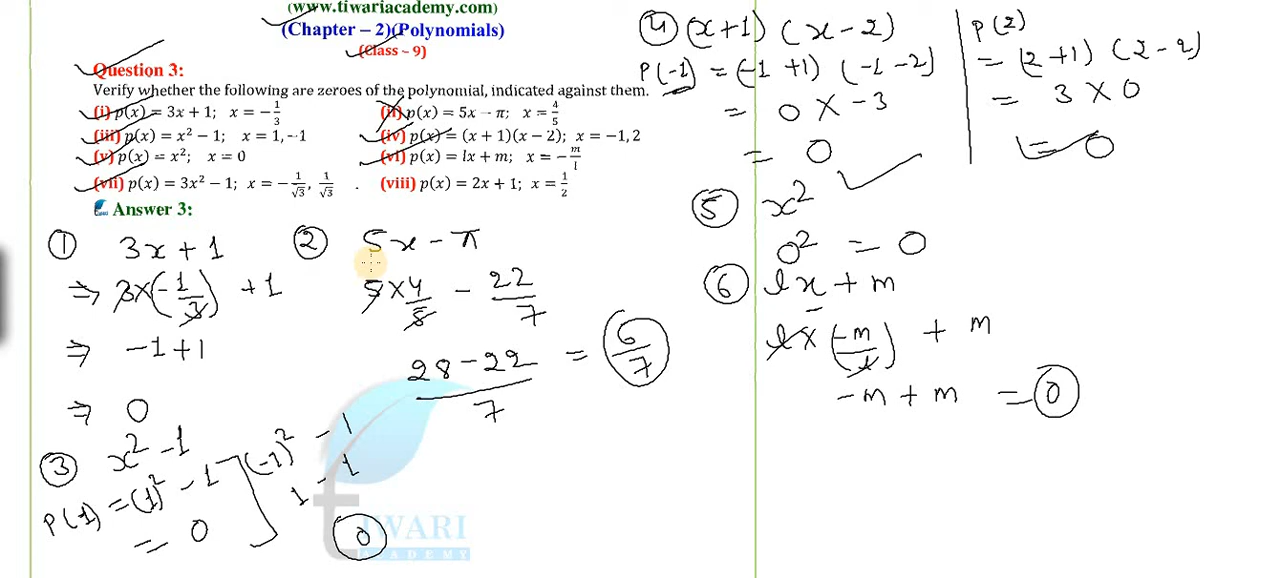 (www.tiwariacademy.com)
(Chapter – 2)(Polynomials)
(Class – 9)
Question 3:
Verify whether the following are zeroes of the polynomial, indicated against them.
(i) p(x) = 3x + 1; x = −1/3 (ii) p(x) = 5x − π; x = 4/5
(iii) p(x) = x² − 1; x = 1, −1 (iv) p(x) = (x + 1)(x − 2); x = −1, 2
(v) p(x) = x²; x = 0 (vi) p(x) = lx + m; x = −m/l
(vii) p(x) = 3x² − 1; x = −1/√3, 1/√3 (viii) p(x) = 2x + 1; x = 1/2
Answer 3:
① 3x + 1
⇒ 3×(−1/3) + 1
⇒ −1+1
⇒ 0
② 5x − π
5×4/5 − 22/7
28−22/7 = 6/7
③ x² − 1
P(1) = (1)² − 1
= 0
(−1)² − 1
1 − 1
0
④ (x+1) (x−2)
P(−1) = (−1+1) (−1−2)
= 0 × −3
= 0
P(2)
= (2+1) (2−2)
= 3 × 0
= 0
⑤ x²
0² = 0
⑥ lx + m
l×(−m/l) + m
−m + m = 0
TIWARI
ACADEMY